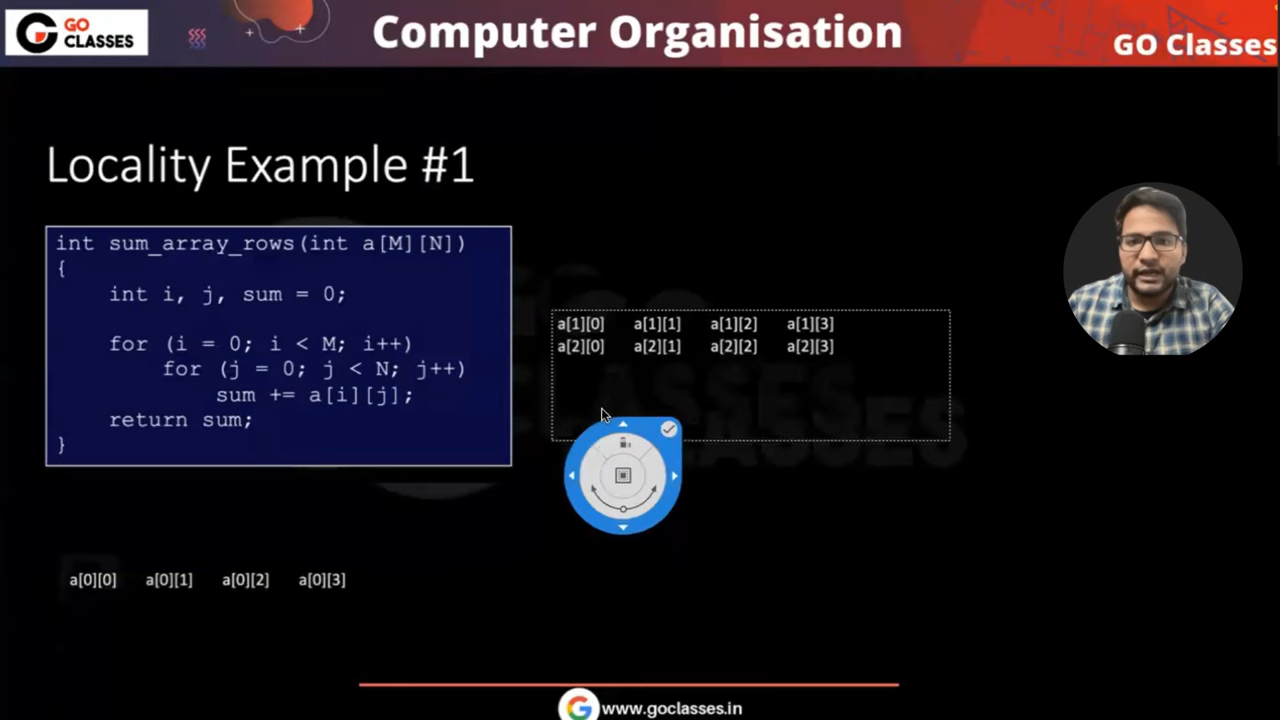 GO
CLASSES
Computer Organisation
GO Classes
Locality Example #1
int sum_array_rows(int a[M][N])
{
int i, j, sum = 0;
for (i = 0; i < M; i++)
for (j = 0; j < N; j++)
sum += a[i][j];
return sum;
}
a[1][0] a[1][1] a[1][2] a[1][3]
a[2][0] a[2][1] a[2][2] a[2][3]
a[0][0] a[0][1] a[0][2] a[0][3]
www.goclasses.in